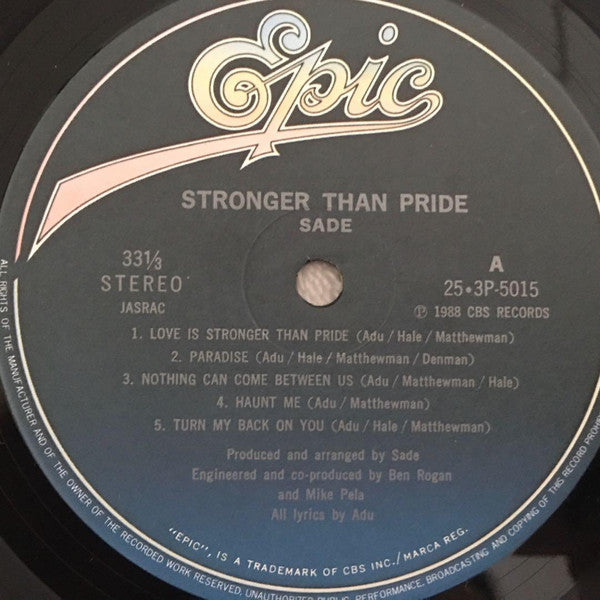 Epic
STRONGER THAN PRIDE
SADE
33⅓
STEREO
JASRAC
A
25•3P-5015
Ⓟ 1988 CBS RECORDS
1. LOVE IS STRONGER THAN PRIDE (Adu / Hale / Matthewman)
2. PARADISE (Adu / Hale / Matthewman / Denman)
3. NOTHING CAN COME BETWEEN US (Adu / Matthewman / Hale)
4. HAUNT ME (Adu / Matthewman)
5. TURN MY BACK ON YOU (Adu / Hale / Matthewman)
Produced and arranged by Sade
Engineered and co-produced by Ben Rogan
and Mike Pela
All lyrics by Adu
"EPIC", IS A TRADEMARK OF CBS INC./MARCA REG.
ALL RIGHTS OF THE MANUFACTURER AND OF THE OWNER OF THE RECORDED WORK RESERVED. UNAUTHORIZED PUBLIC PERFORMANCE, BROADCASTING AND COPYING OF THIS RECORD